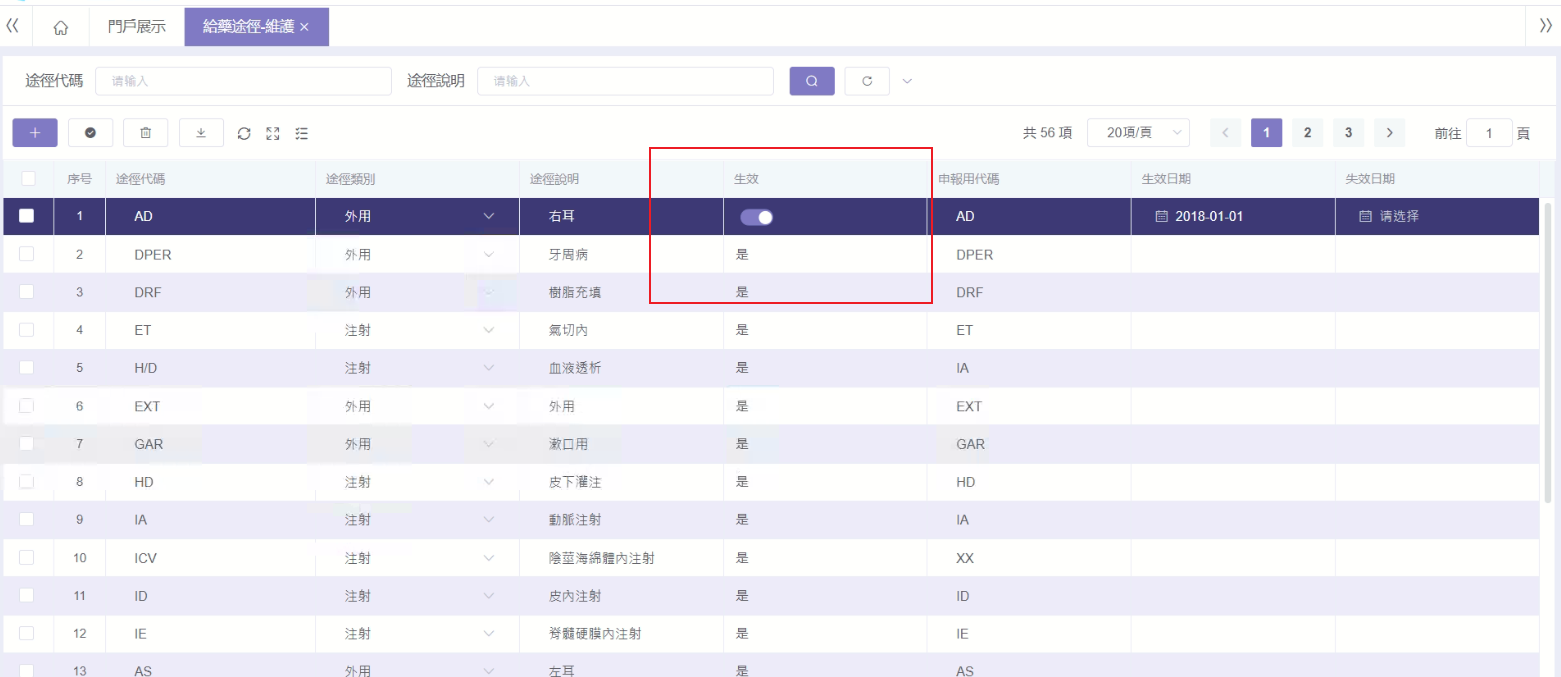 門戶展示 給藥途徑-維護 ×
途徑代碼 请输入 途徑說明 请输入
共 56 項 20項/頁 1 2 3 前往 1 頁
序号 途徑代碼 途徑類別 途徑說明 生效 申報用代碼 生效日期 失效日期
1 AD 外用 右耳 AD 2018-01-01 请选择
2 DPER 外用 牙周病 是 DPER
3 DRF 外用 樹脂充填 是 DRF
4 ET 注射 氣切內 是 ET
5 H/D 注射 血液透析 是 IA
6 EXT 外用 外用 是 EXT
7 GAR 外用 漱口用 是 GAR
8 HD 注射 皮下灌注 是 HD
9 IA 注射 動脈注射 是 IA
10 ICV 注射 陰莖海綿體內注射 是 XX
11 ID 注射 皮內注射 是 ID
12 IE 注射 脊髓硬膜內注射 是 IE
13 AS 外用 左耳 是 AS